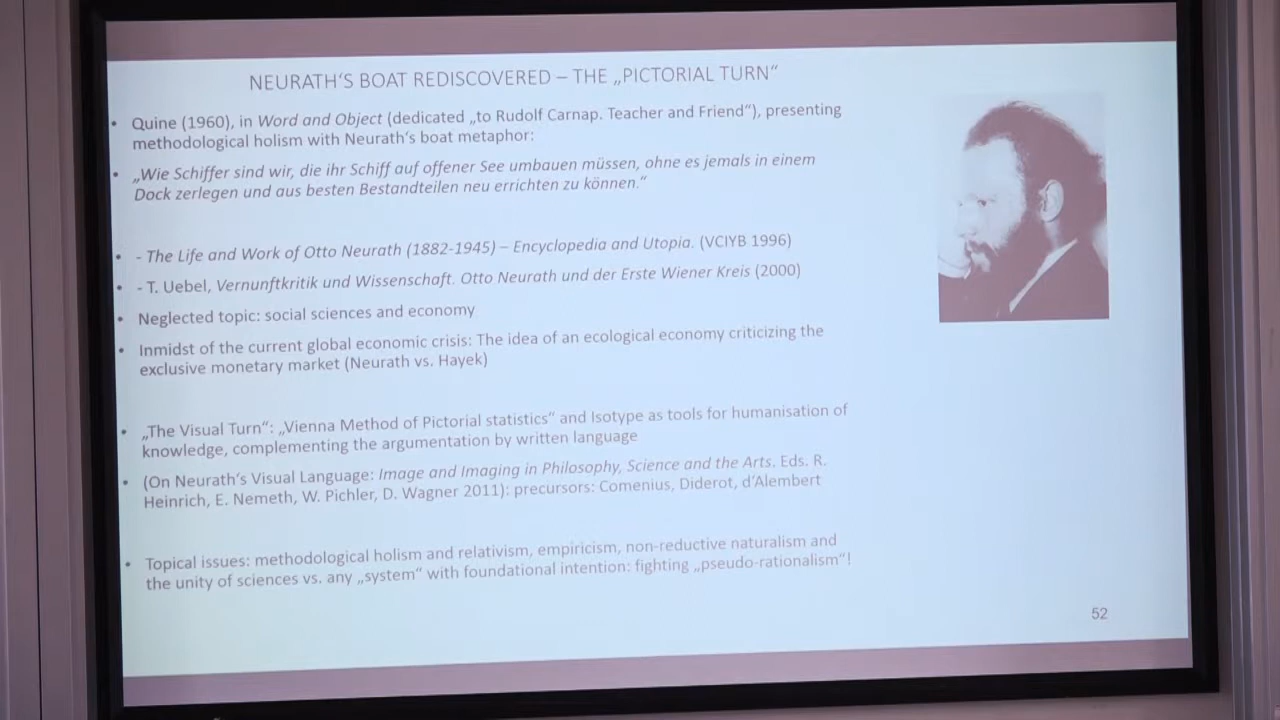 NEURATH'S BOAT REDISCOVERED – THE „PICTORIAL TURN“
• Quine (1960), in Word and Object (dedicated „to Rudolf Carnap. Teacher and Friend“), presenting
methodological holism with Neurath's boat metaphor:
• „Wie Schiffer sind wir, die ihr Schiff auf offener See umbauen müssen, ohne es jemals in einem
Dock zerlegen und aus besten Bestandteilen neu errichten zu können.“
• - The Life and Work of Otto Neurath (1882-1945) – Encyclopedia and Utopia. (VCIYB 1996)
• - T. Uebel, Vernunftkritik und Wissenschaft. Otto Neurath und der Erste Wiener Kreis (2000)
• Neglected topic: social sciences and economy
• Inmidst of the current global economic crisis: The idea of an ecological economy criticizing the
exclusive monetary market (Neurath vs. Hayek)
• „The Visual Turn“: „Vienna Method of Pictorial statistics“ and Isotype as tools for humanisation of
knowledge, complementing the argumentation by written language
• (On Neurath's Visual Language: Image and Imaging in Philosophy, Science and the Arts. Eds. R.
Heinrich, E. Nemeth, W. Pichler, D. Wagner 2011): precursors: Comenius, Diderot, d'Alembert
• Topical issues: methodological holism and relativism, empiricism, non-reductive naturalism and
the unity of sciences vs. any „system“ with foundational intention: fighting „pseudo-rationalism“!
52